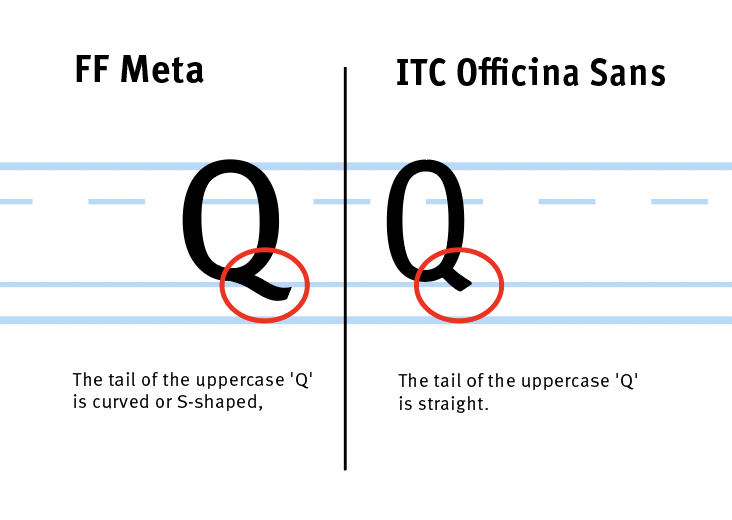 FF Meta
ITC Officina Sans
Q
Q
The tail of the uppercase 'Q'
is curved or S-shaped,
The tail of the uppercase 'Q'
is straight.